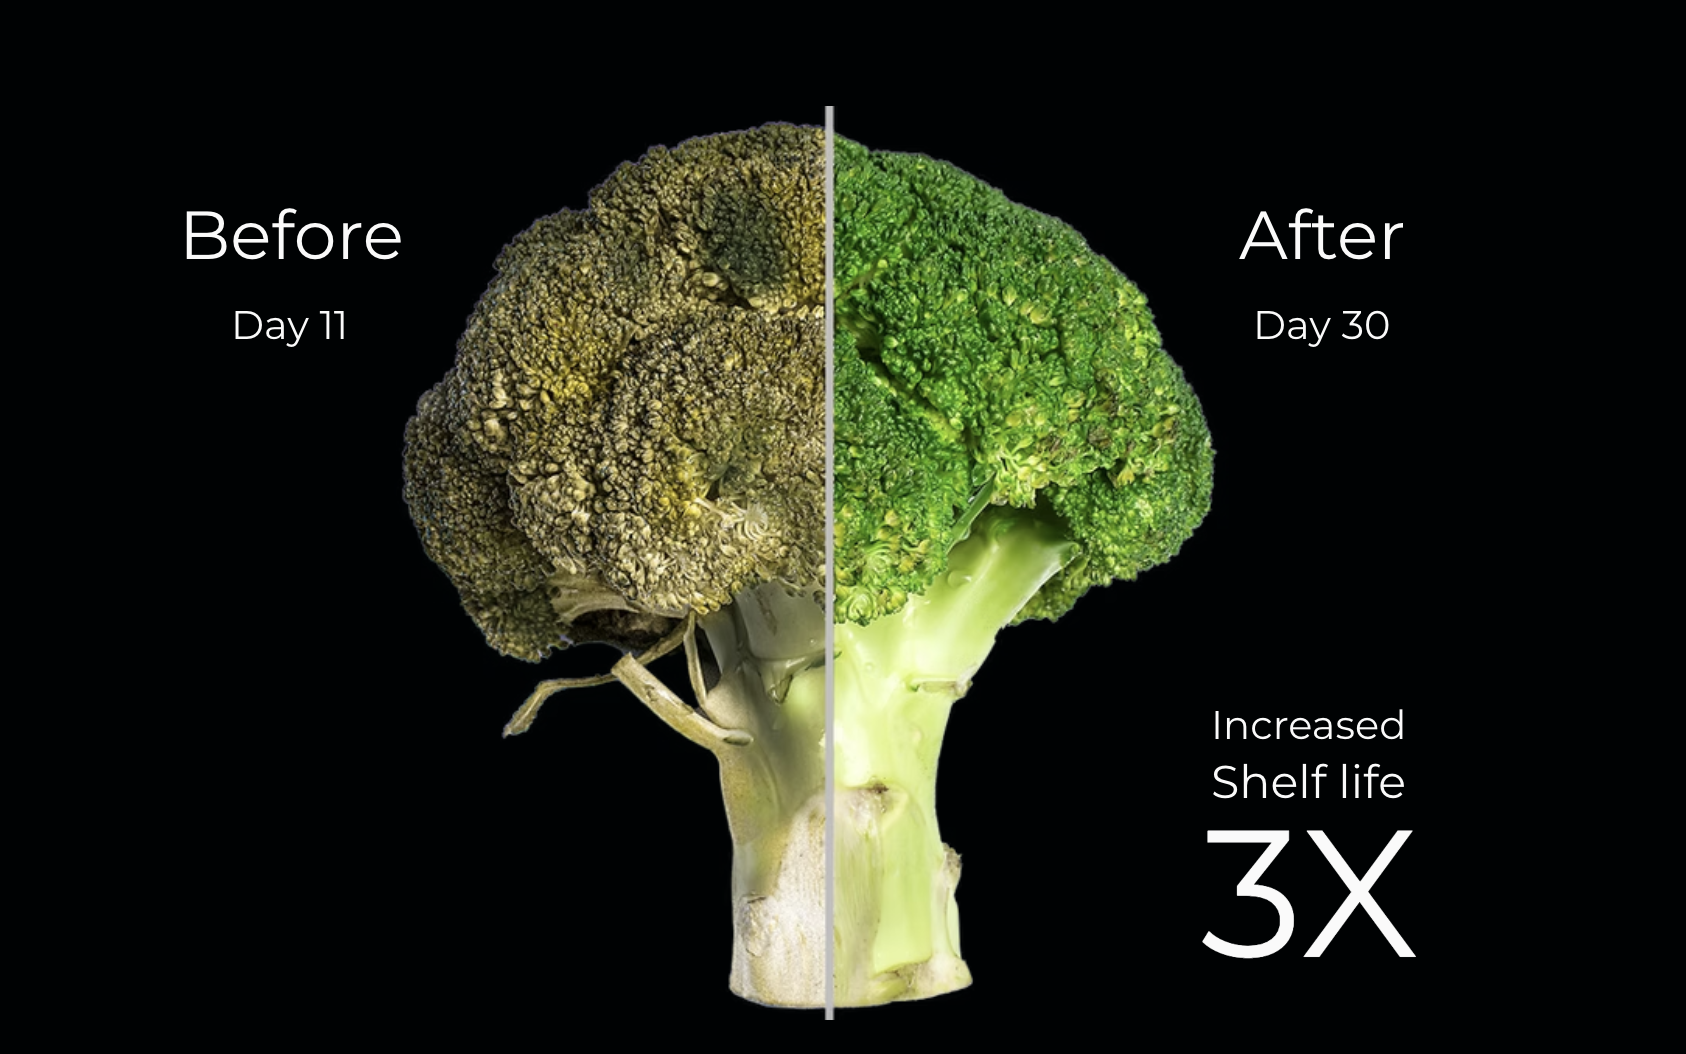 Before
Day 11
After
Day 30
Increased
Shelf life
3X